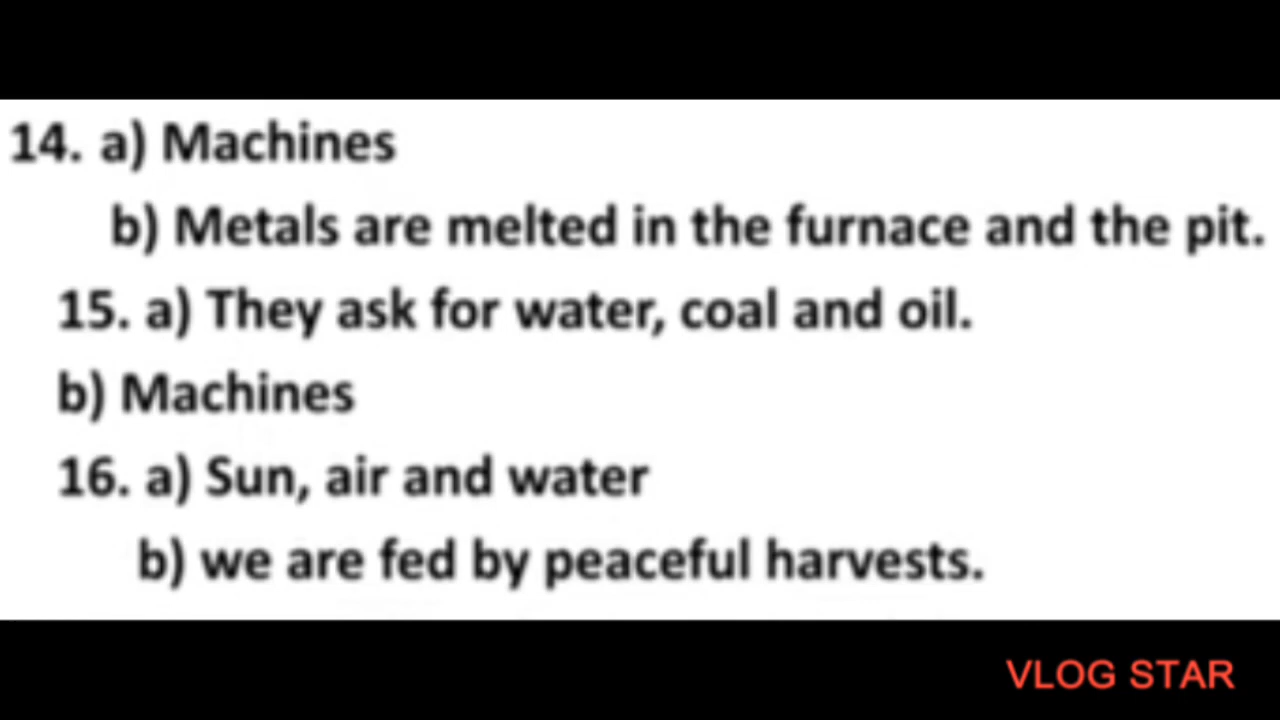 14. a) Machines
b) Metals are melted in the furnace and the pit.
15. a) They ask for water, coal and oil.
b) Machines
16. a) Sun, air and water
b) we are fed by peaceful harvests.
VLOG STAR